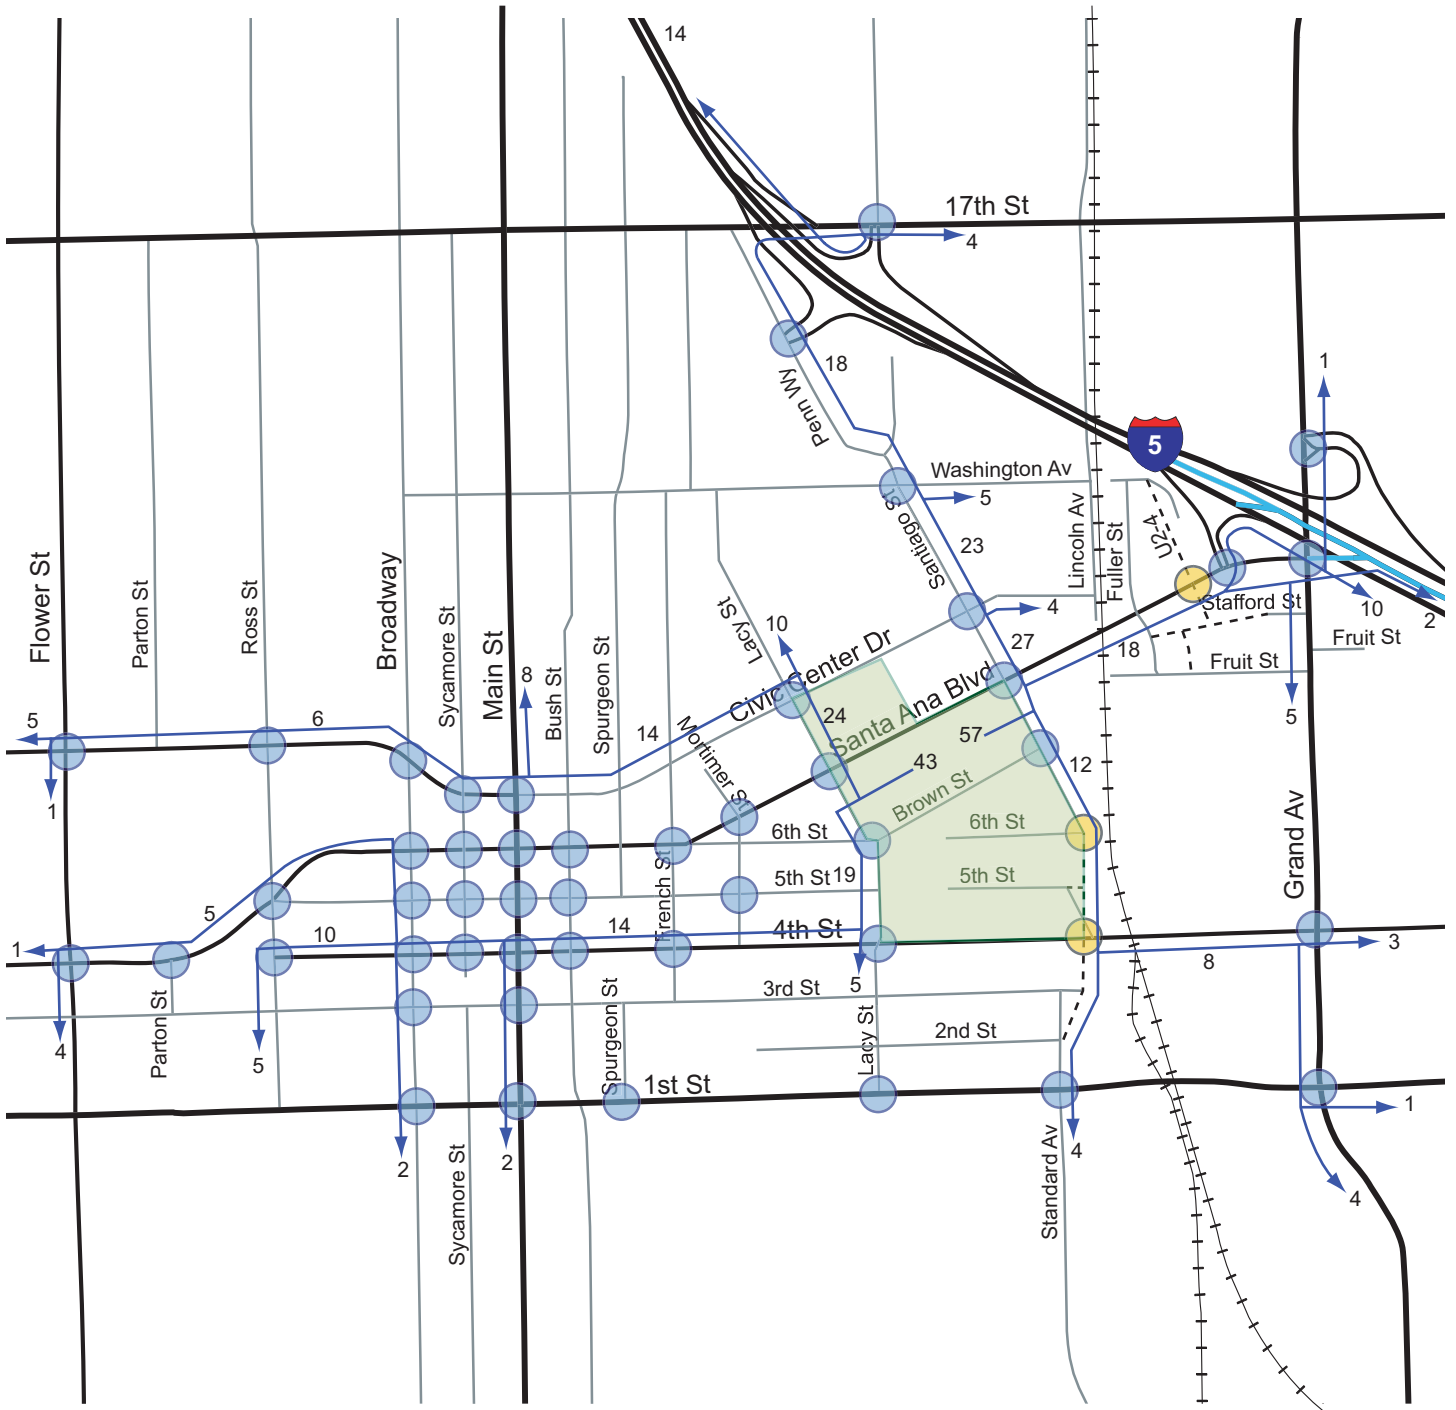 14
17th St
4
18
Penn Wy
1
5
Washington Av
5
Santiago St
23
Lincoln Av
Fuller St
U2-4
Stafford St
10
2
4
Fruit St
27
18
Fruit St
5
Flower St
Parton St
Ross St
Broadway
Sycamore St
Main St
8
Bush St
Spurgeon St
Lacy St
10
Civic Center Dr
Santa Ana Blvd
Mortimer St
24
57
43
12
5
6
14
1
Brown St
6th St
6th St
5th St
19
5th St
French St
Grand Av
5
1
10
14
4th St
3
8
4
5
5
3rd St
2nd St
Parton St
Spurgeon St
Lacy St
1st St
1
2
2
4
4
Sycamore St
Standard Av